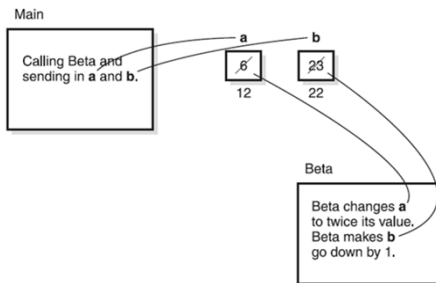 Main
a b
Calling Beta and
sending in a and b.
6 23
12 22
Beta
Beta changes a
to twice its value.
Beta makes b
go down by 1.